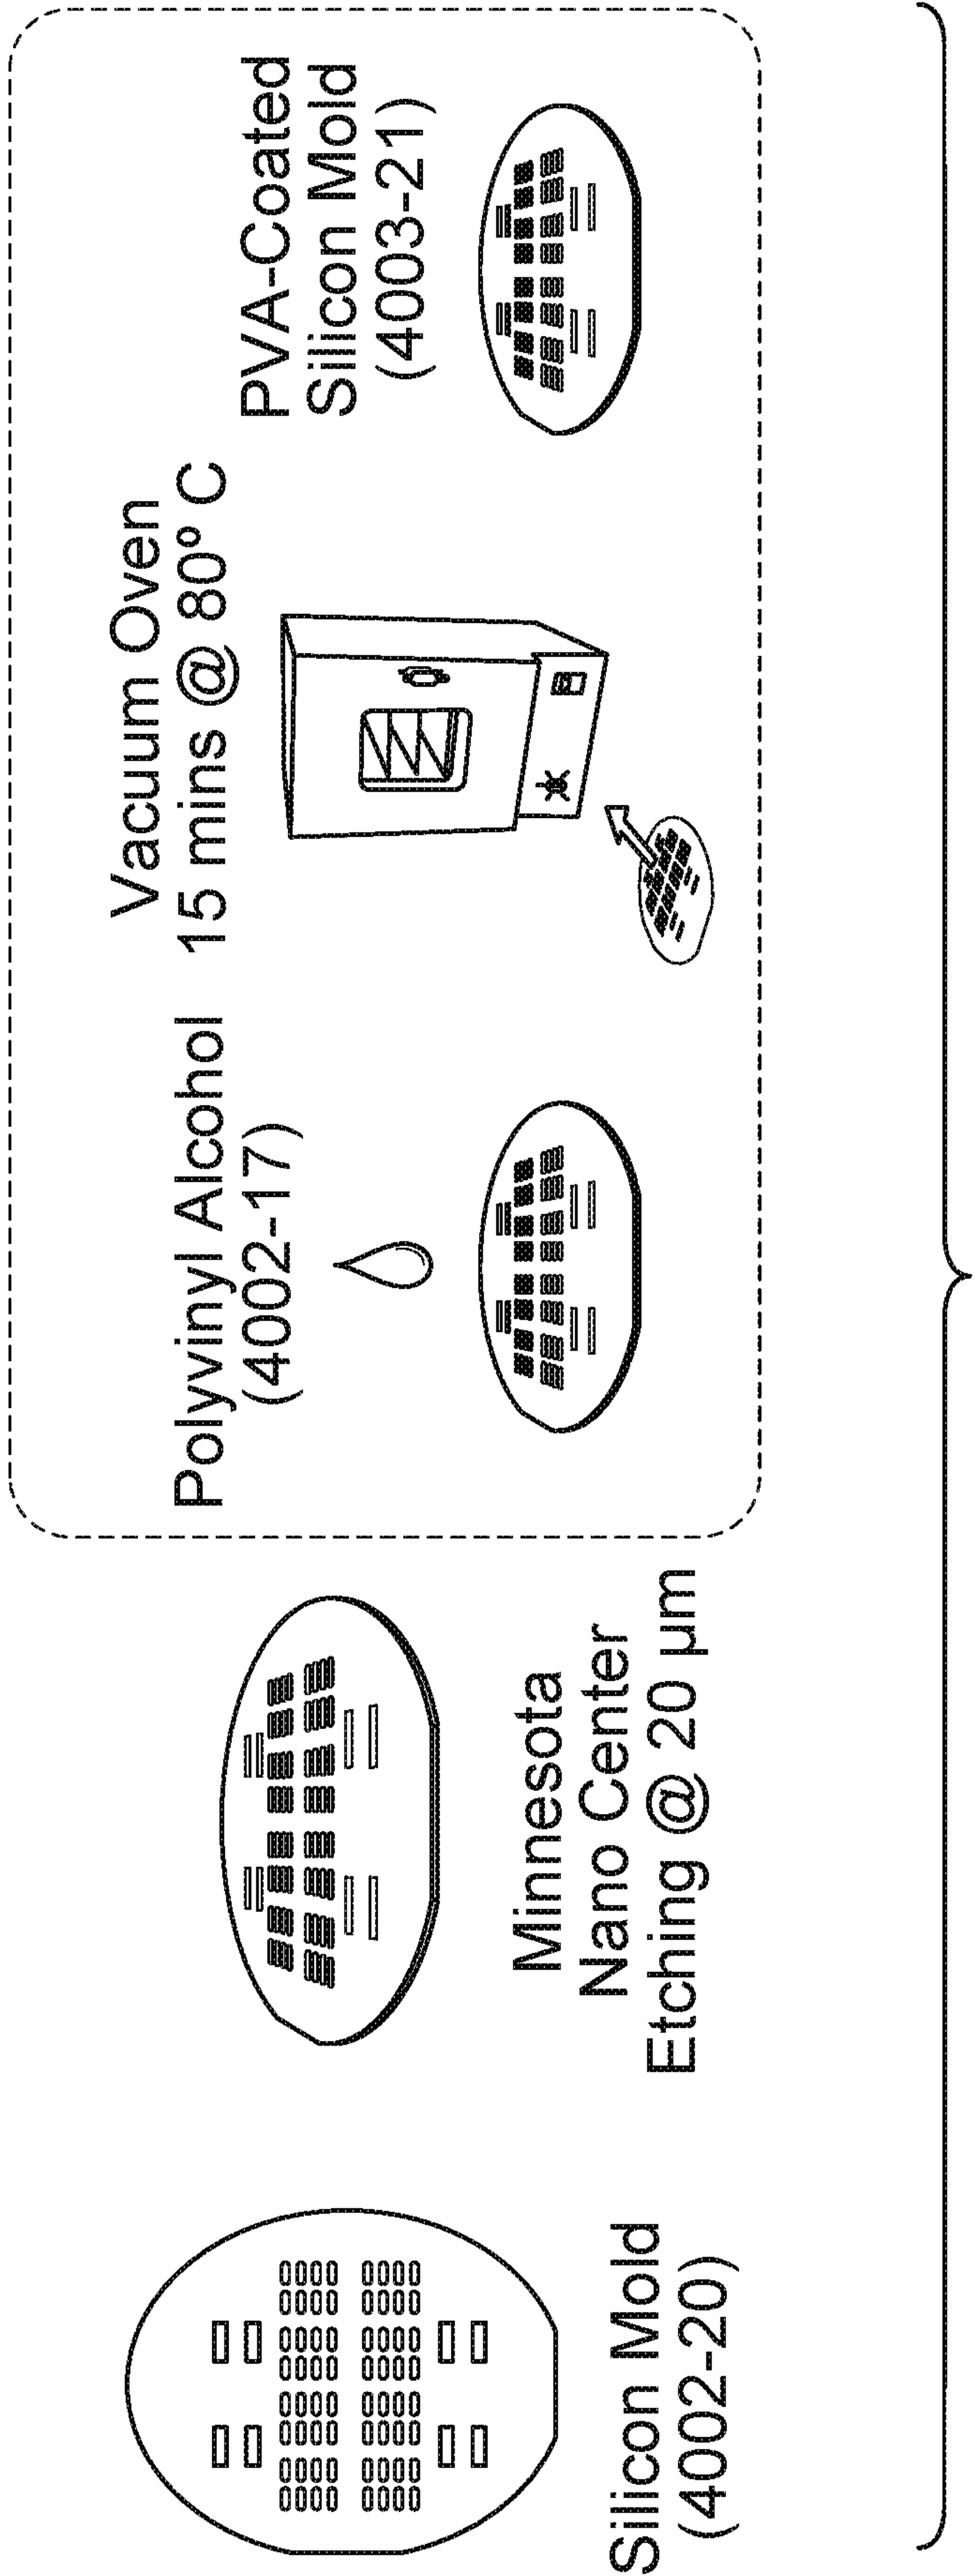 Silicon Mold
(4002-20)
Minnesota
Nano Center
Etching @ 20 µm
Polyvinyl Alcohol
(4002-17)
Vacuum Oven
15 mins @ 80º C
PVA-Coated
Silicon Mold
(4003-21)